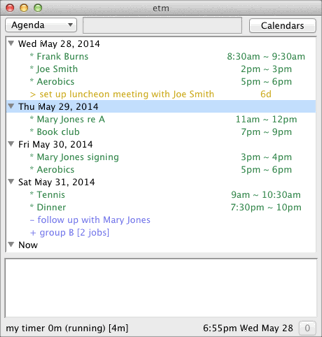 etm
Agenda Calendars
Wed May 28, 2014
* Frank Burns 8:30am ~ 9:30am
* Joe Smith 2pm ~ 3pm
* Aerobics 5pm ~ 6pm
> set up luncheon meeting with Joe Smith 6d
Thu May 29, 2014
* Mary Jones re A 11am ~ 12pm
* Book club 7pm ~ 9pm
Fri May 30, 2014
* Mary Jones signing 3pm ~ 4pm
* Aerobics 5pm ~ 6pm
Sat May 31, 2014
* Tennis 9am ~ 10:30am
* Dinner 7:30pm ~ 10pm
- follow up with Mary Jones
+ group B [2 jobs]
Now
my timer 0m (running) [4m] 6:55pm Wed May 28 0